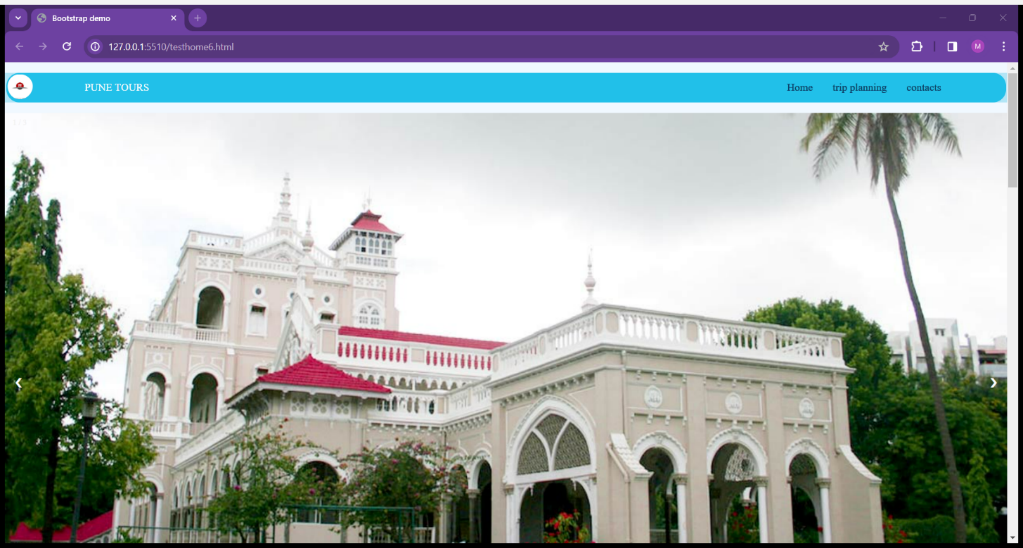 Bootstrap demo
127.0.0.1:5510/testhome6.html
M
PUNE TOURS
Home trip planning contacts